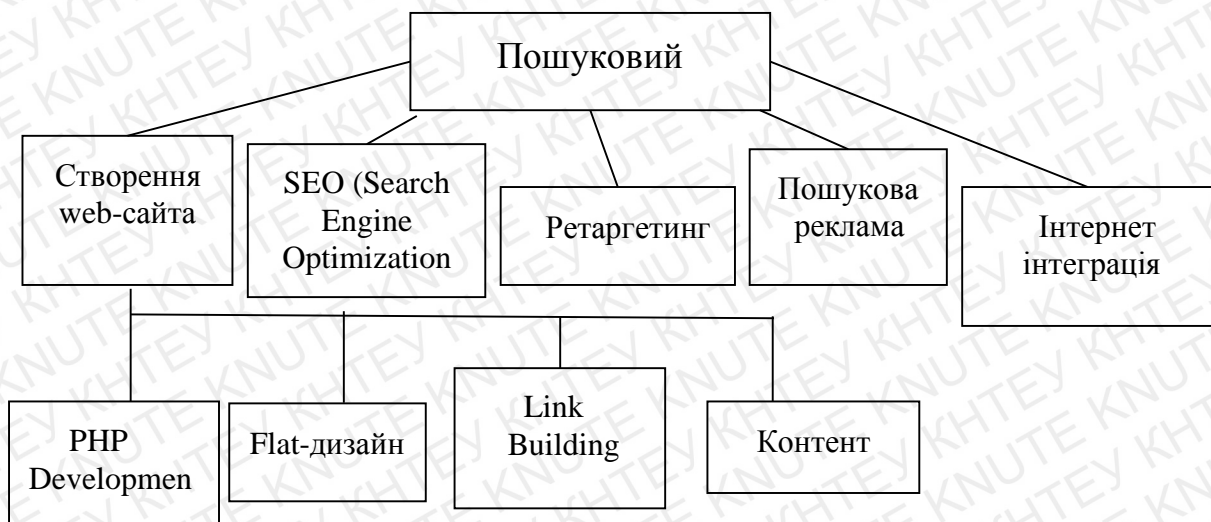 Пошуковий
Створення
web-сайта
SEO (Search
Engine
Optimization
Ретаргетинг
Пошукова
реклама
Інтернет
інтеграція
PHP
Developmen
Flat-дизайн
Link
Building
Контент